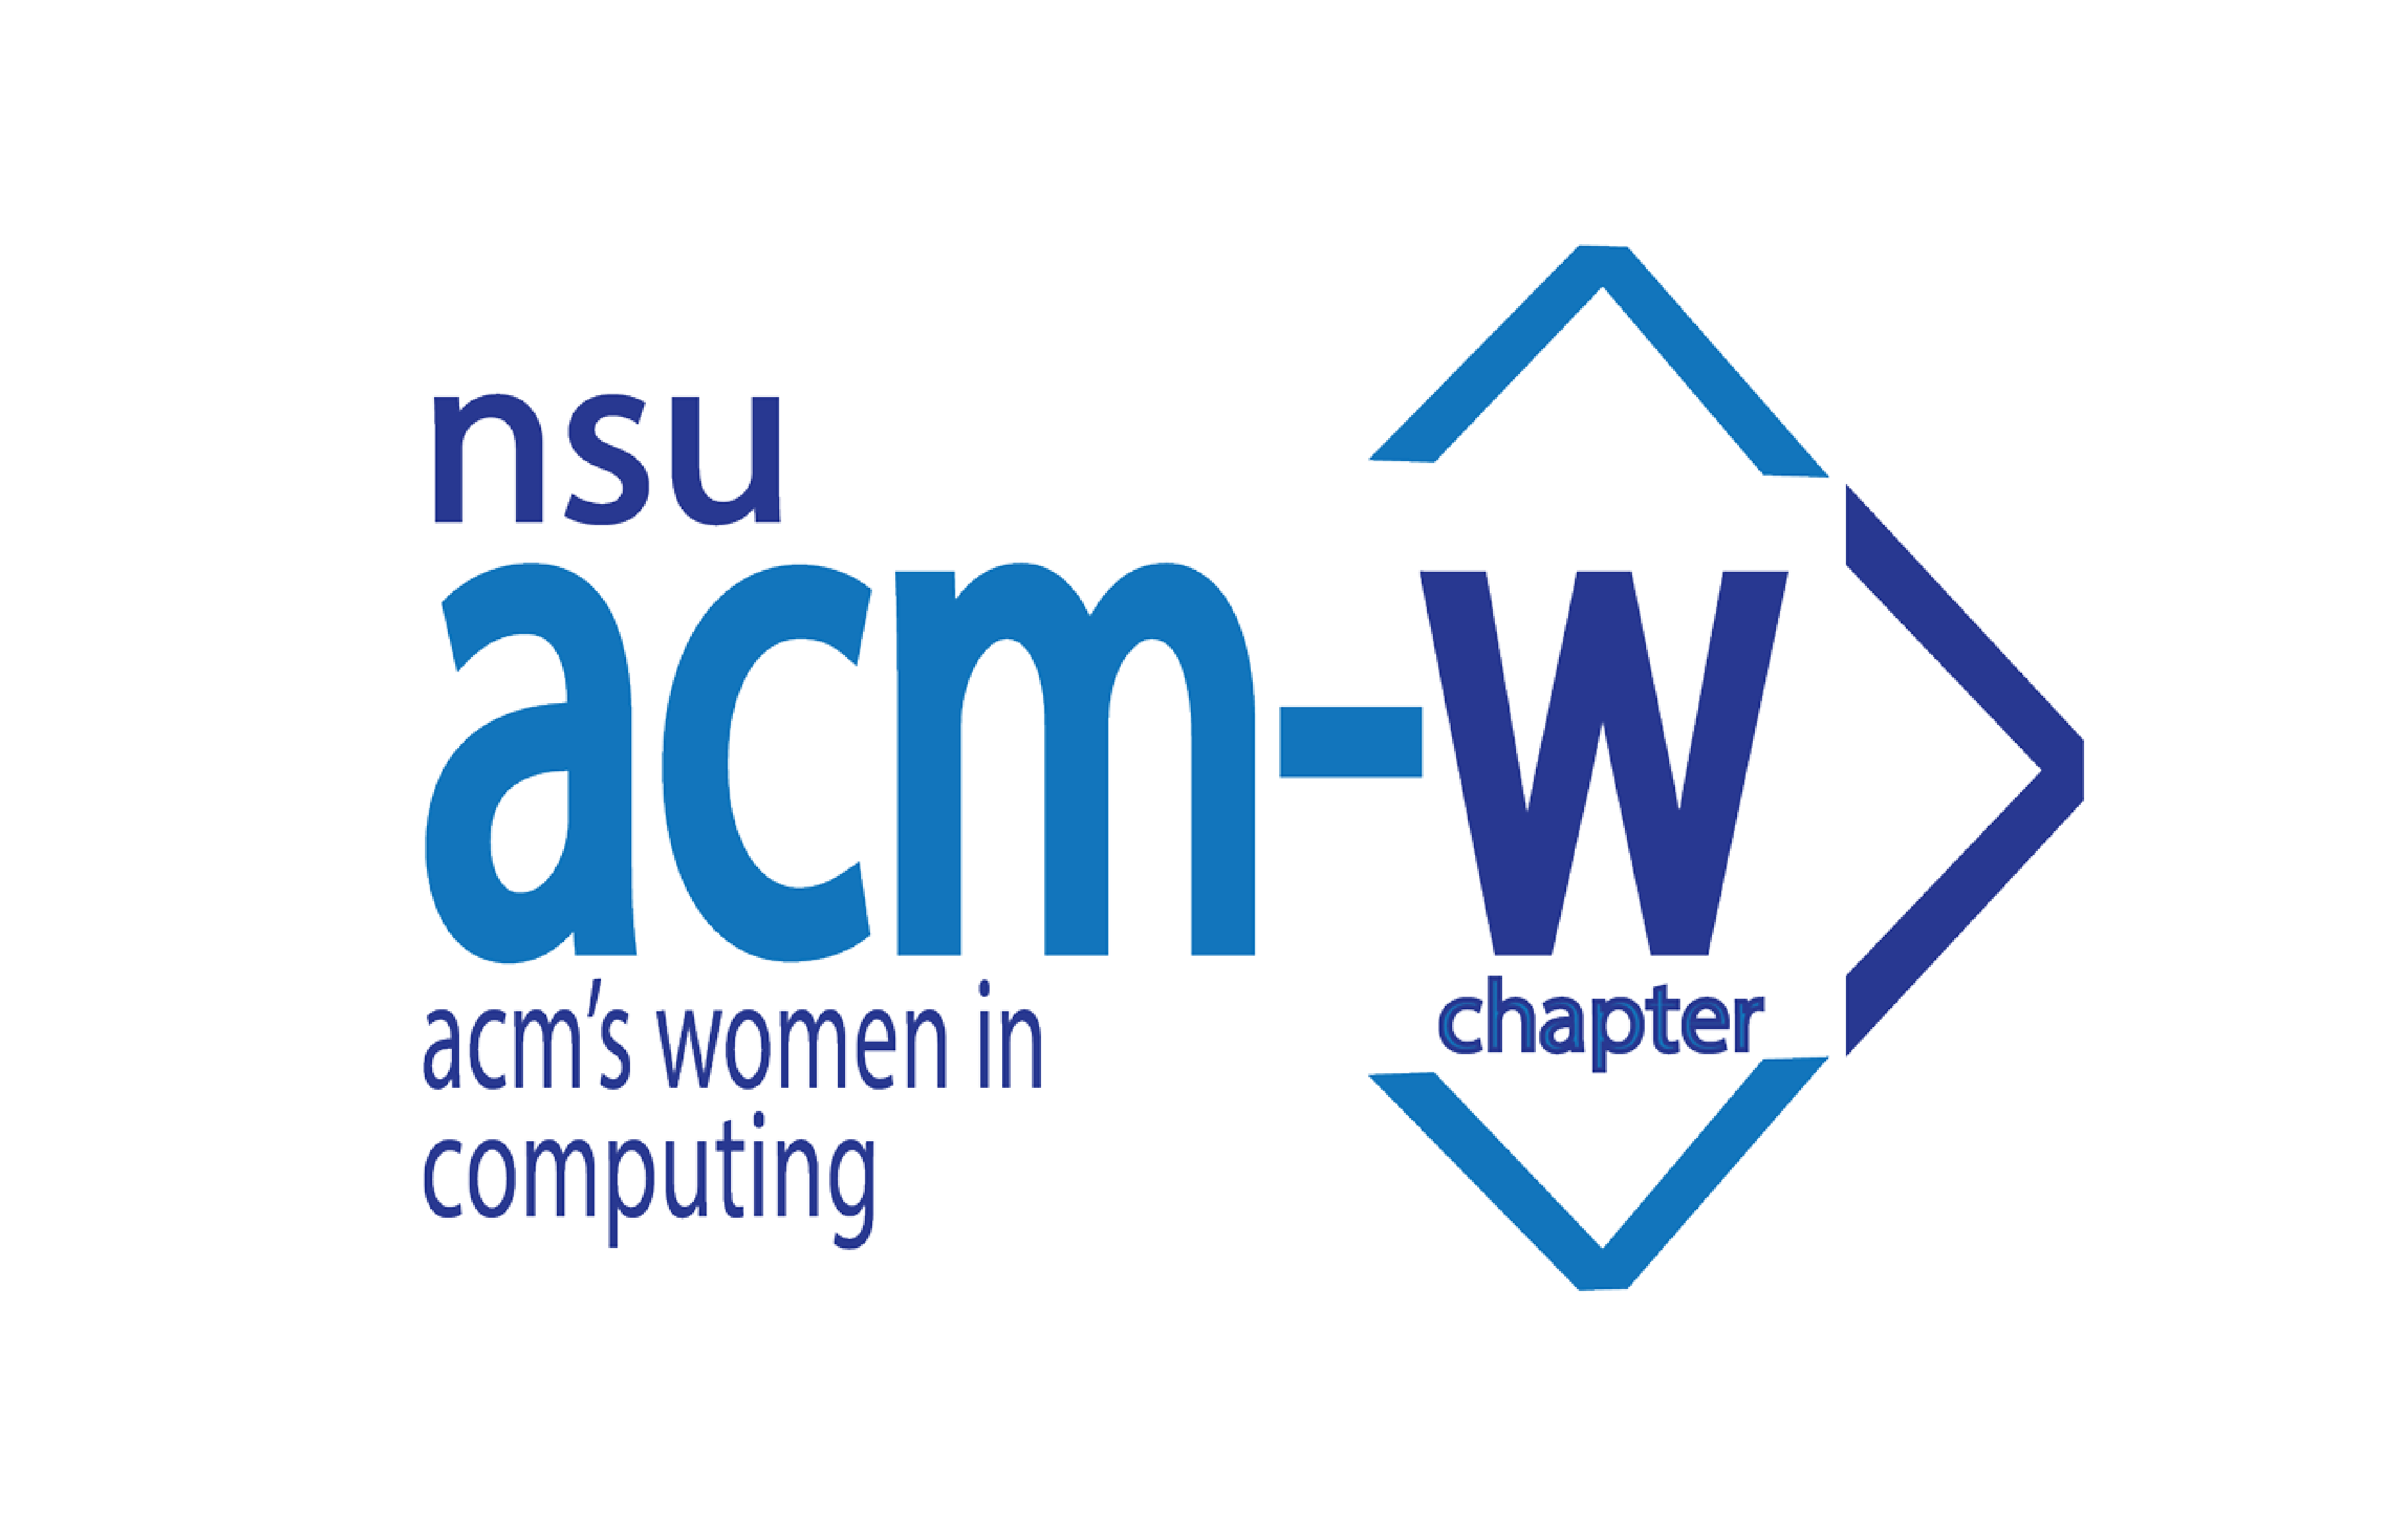 nsu
acm-W
chapter
acm's women in
computing